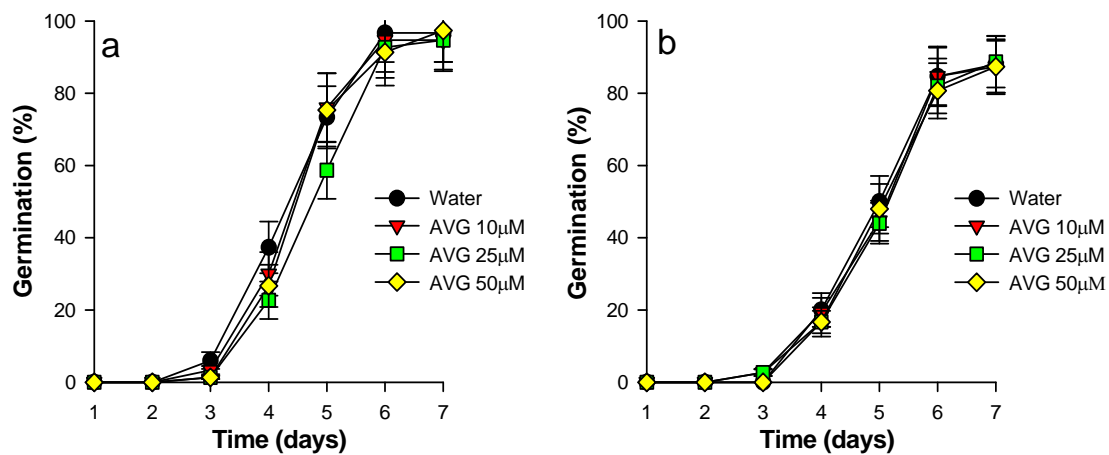 a
Germination (%)
100
80
60
40
20
0
1 2 3 4 5 6 7
Time (days)
Water
AVG 10μM
AVG 25μM
AVG 50μM
b
Germination (%)
100
80
60
40
20
0
1 2 3 4 5 6 7
Time (days)
Water
AVG 10μM
AVG 25μM
AVG 50μM